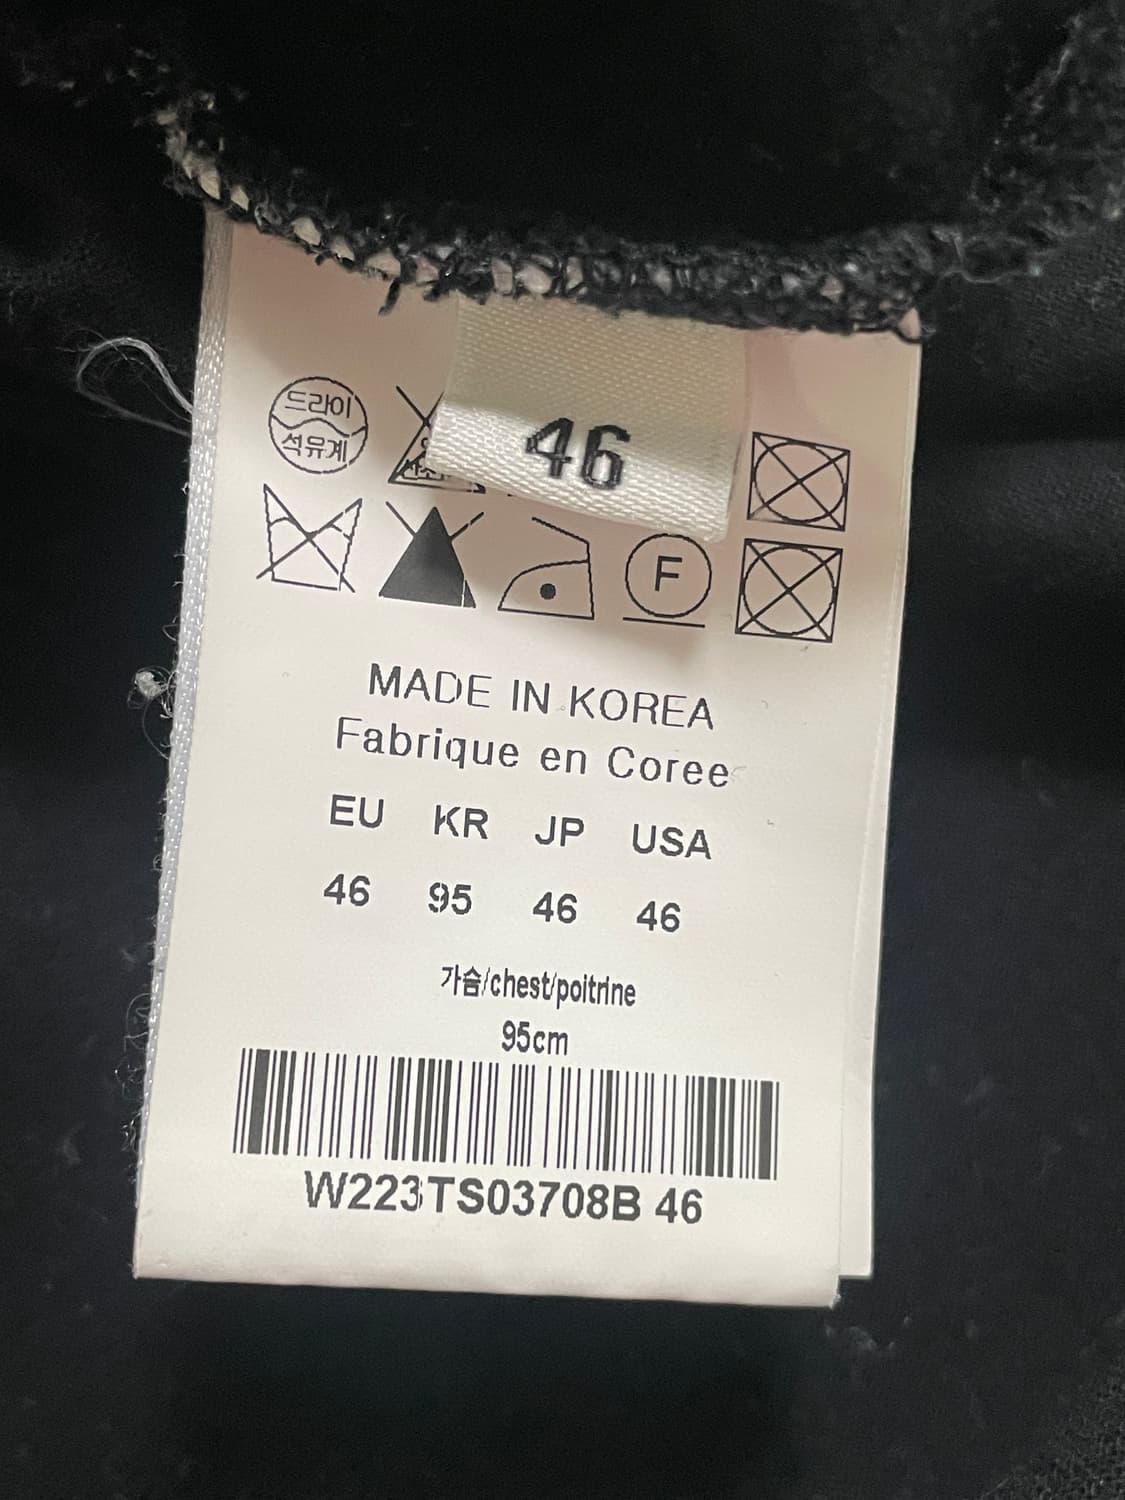 46
드라이
석유계
F
MADE IN KOREA
Fabrique en Coree
EU KR JP USA
46 95 46 46
가슴/chest/poitrine
95cm
W223TS03708B 46